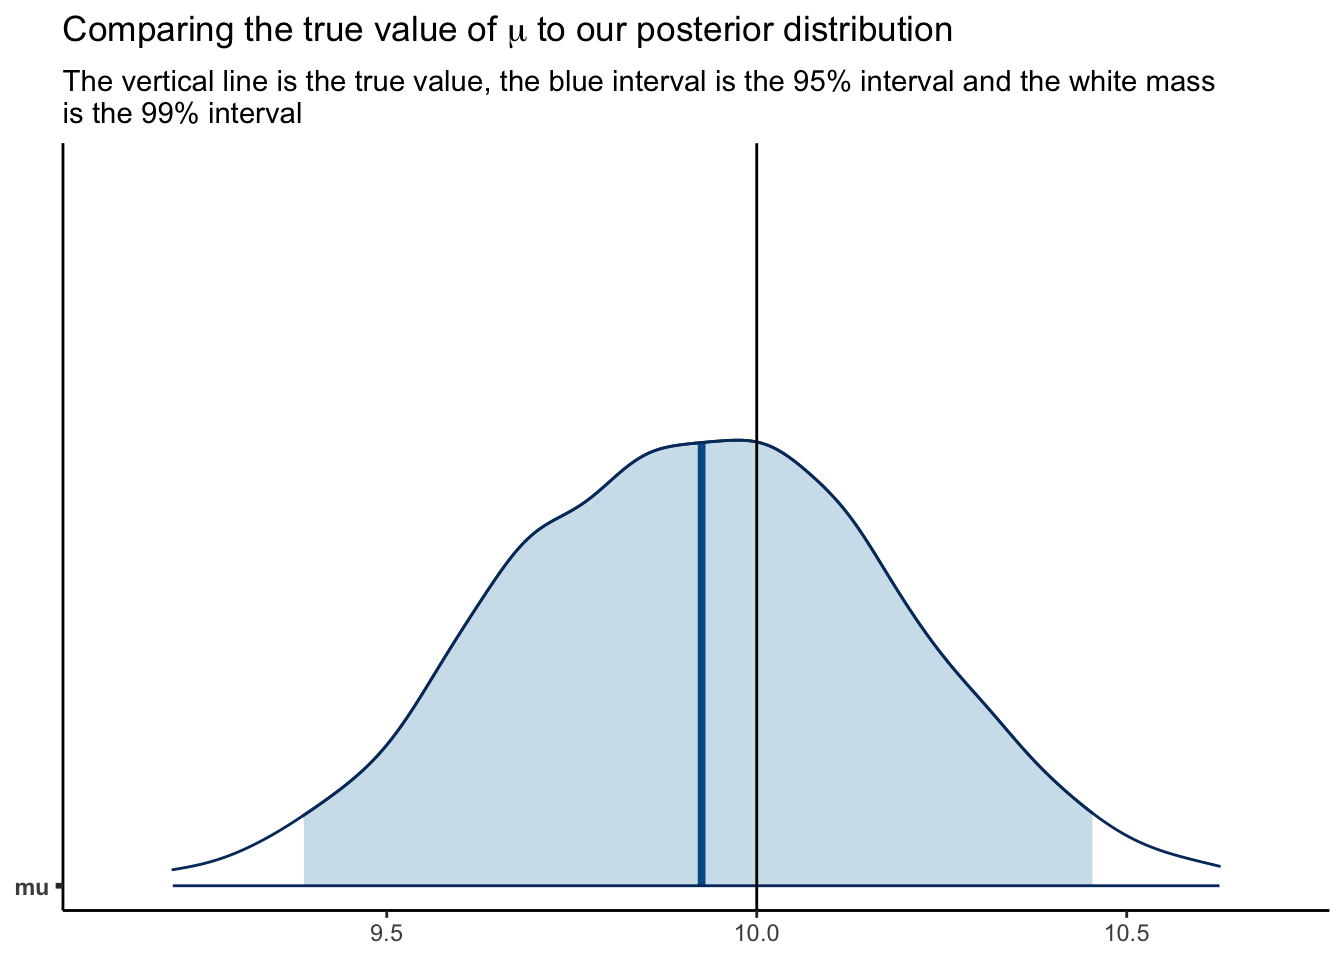 Comparing the true value of μ to our posterior distribution
The vertical line is the true value, the blue interval is the 95% interval and the white mass
is the 99% interval
mu
9.5
10.0
10.5